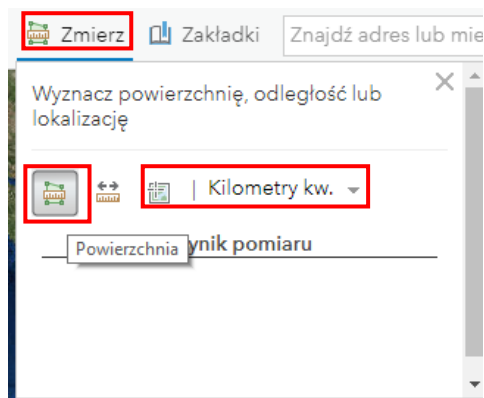 Zmierz Zakładki Znajdź adres lub mie
Wyznacz powierzchnię, odległość lub
lokalizację
| Kilometry kw.
Powierzchnia ynik pomiaru